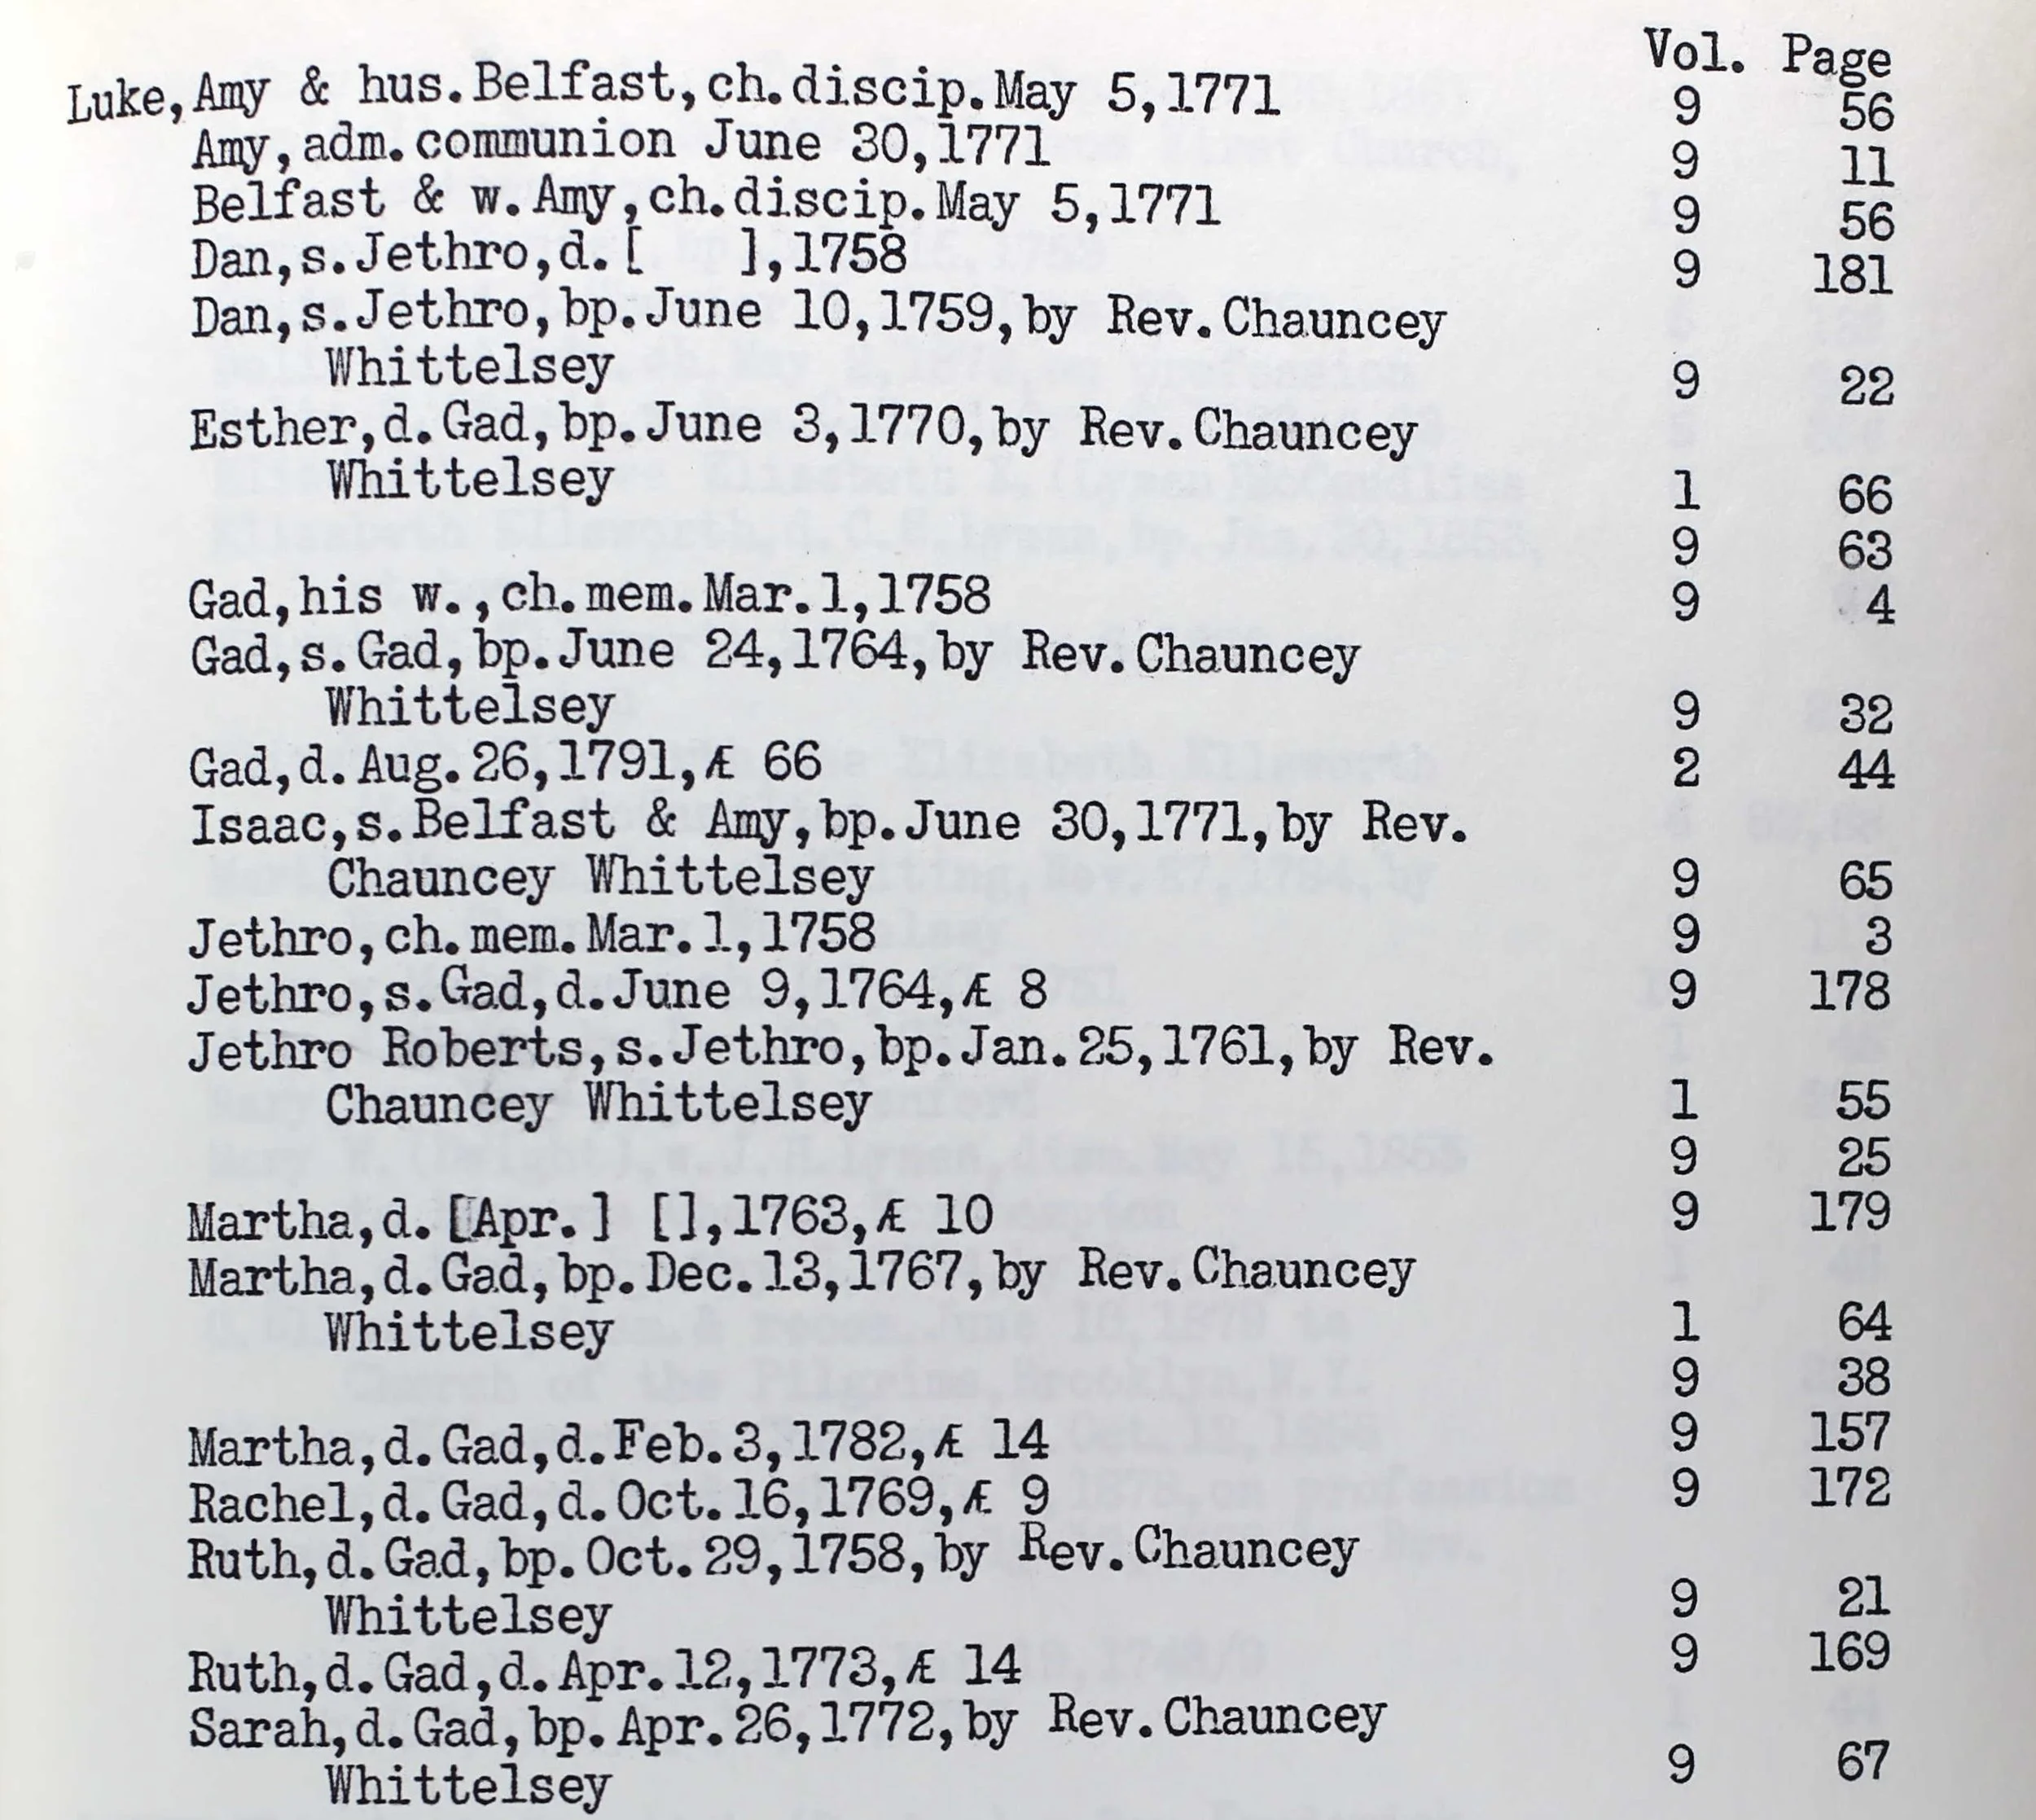 Vol. Page
Luke, Amy & hus. Belfast, ch. discip. May 5, 1771 9 56
Amy, adm. communion June 30, 1771 9 11
Belfast & w. Amy, ch. discip. May 5, 1771 9 56
Dan, s. Jethro, d. [ ], 1758 9 181
Dan, s. Jethro, bp. June 10, 1759, by Rev. Chauncey
Whittelsey 9 22
Esther, d. Gad, bp. June 3, 1770, by Rev. Chauncey
Whittelsey 1 66
9 63
Gad, his w., ch. mem. Mar. 1, 1758 9 4
Gad, s. Gad, bp. June 24, 1764, by Rev. Chauncey
Whittelsey 9 32
Gad, d. Aug. 26, 1791, Æ 66 2 44
Isaac, s. Belfast & Amy, bp. June 30, 1771, by Rev.
Chauncey Whittelsey 9 65
Jethro, ch. mem. Mar. 1, 1758 9 3
Jethro, s. Gad, d. June 9, 1764, Æ 8 9 178
Jethro Roberts, s. Jethro, bp. Jan. 25, 1761, by Rev.
Chauncey Whittelsey 1 55
9 25
Martha, d. [Apr.] [], 1763, Æ 10 9 179
Martha, d. Gad, bp. Dec. 13, 1767, by Rev. Chauncey
Whittelsey 1 64
9 38
Martha, d. Gad, d. Feb. 3, 1782, Æ 14 9 157
Rachel, d. Gad, d. Oct. 16, 1769, Æ 9 9 172
Ruth, d. Gad, bp. Oct. 29, 1758, by Rev. Chauncey
Whittelsey 9 21
Ruth, d. Gad, d. Apr. 12, 1773, Æ 14 9 169
Sarah, d. Gad, bp. Apr. 26, 1772, by Rev. Chauncey
Whittelsey 9 67